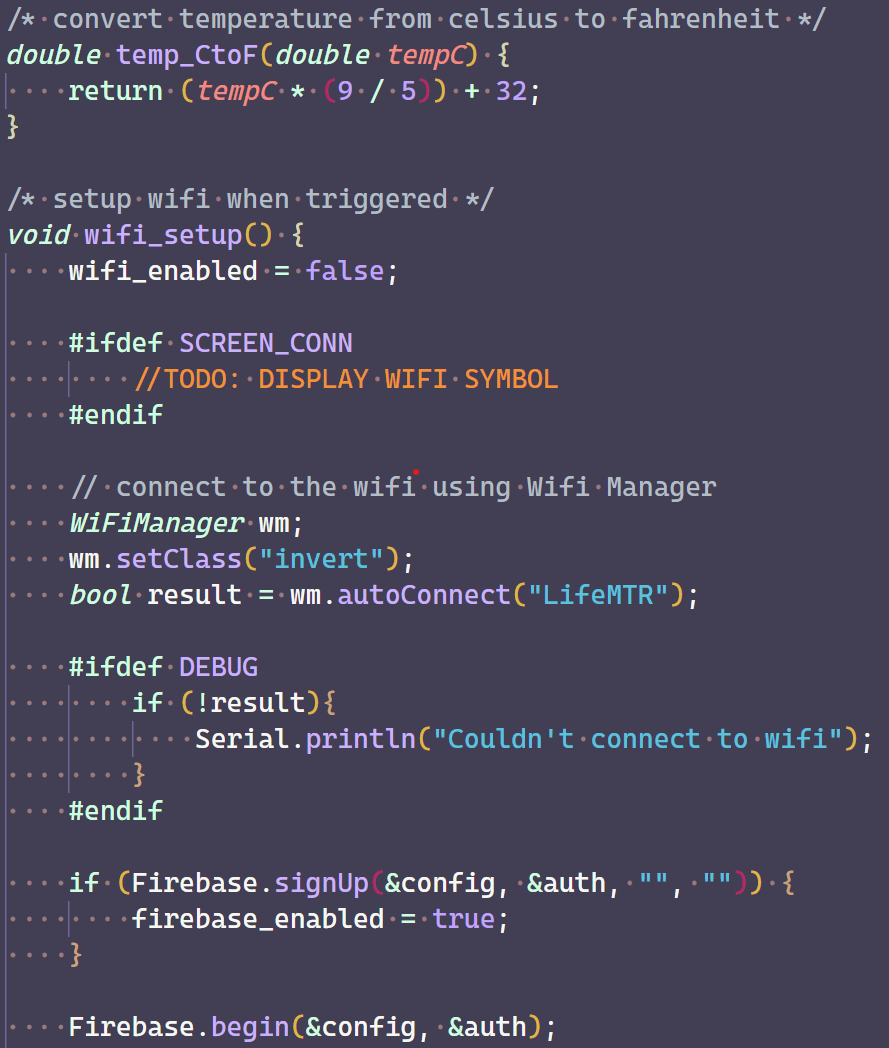 /* convert temperature from celsius to fahrenheit */
double temp_CtoF(double tempC) {
    return (tempC * (9 / 5)) + 32;
}

/* setup wifi when triggered */
void wifi_setup() {
    wifi_enabled = false;

    #ifdef SCREEN_CONN
        //TODO: DISPLAY WIFI SYMBOL
    #endif

    // connect to the wifi using Wifi Manager
    WiFiManager wm;
    wm.setClass("invert");
    bool result = wm.autoConnect("LifeMTR");

    #ifdef DEBUG
        if (!result){
            Serial.println("Couldn't connect to wifi");
        }
    #endif

    if (Firebase.signUp(&config, &auth, "", "")) {
        firebase_enabled = true;
    }

    Firebase.begin(&config, &auth);